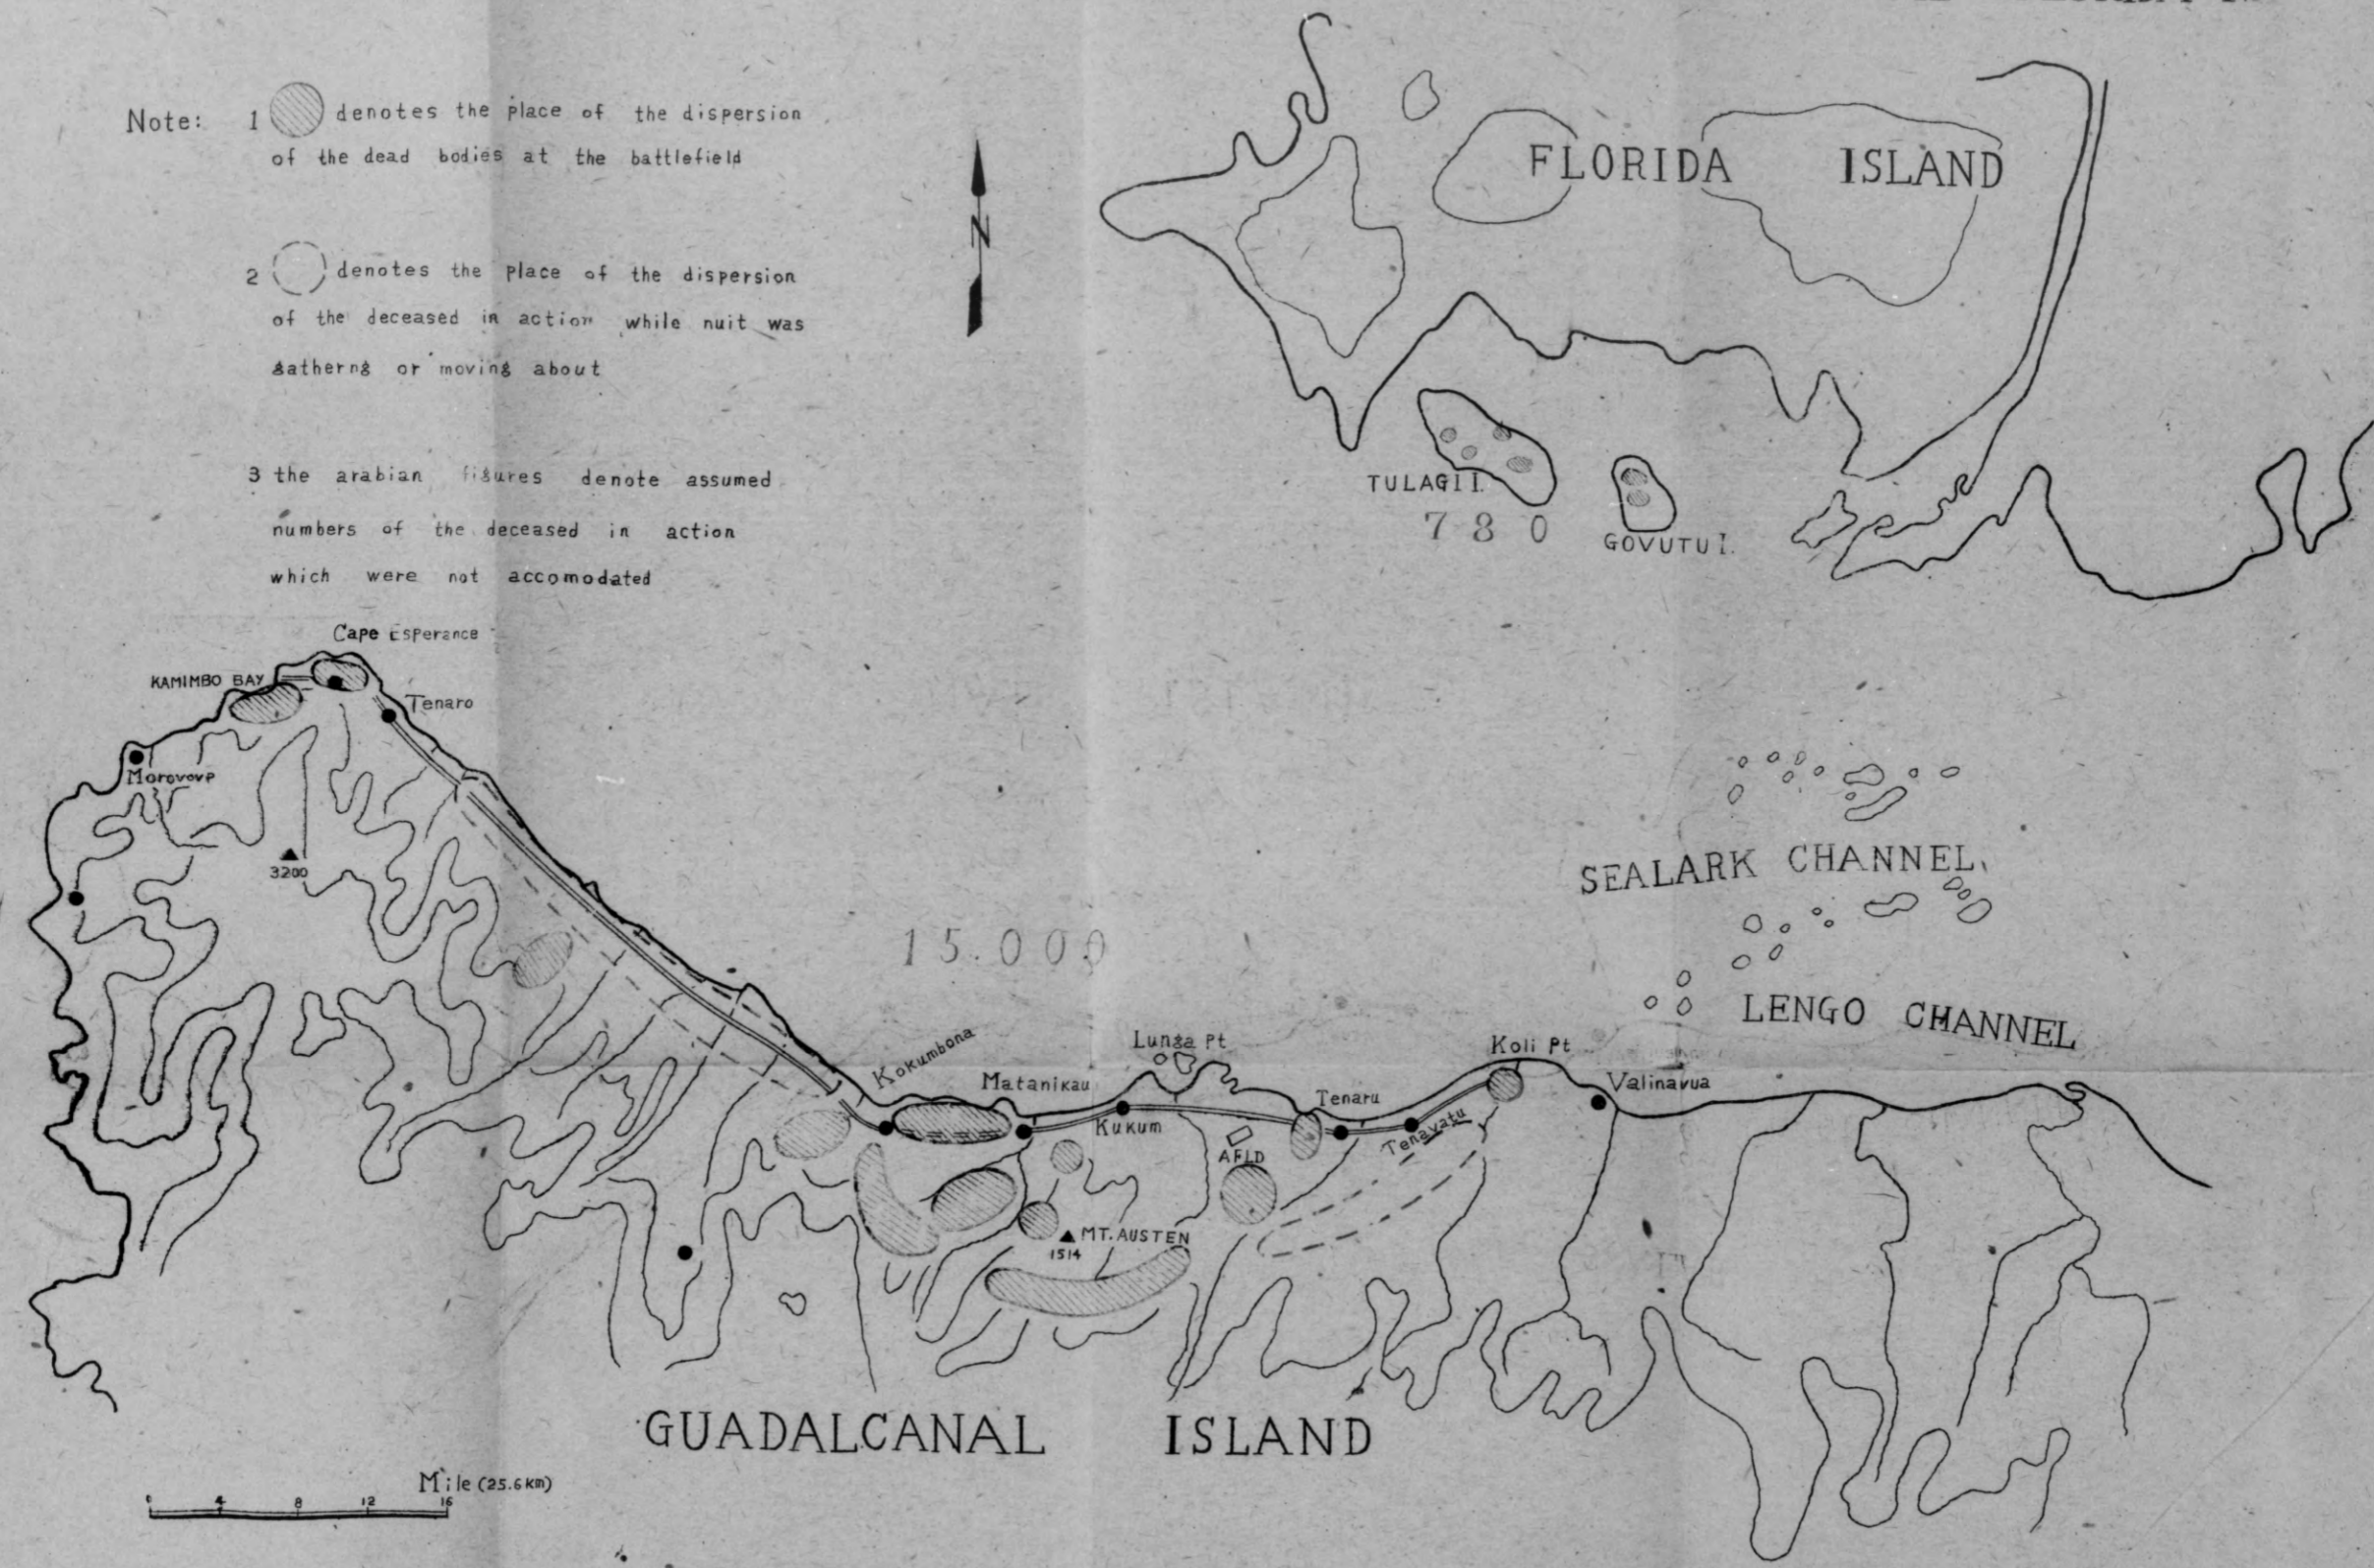 Note: 1 denotes the place of the dispersion
of the dead bodies at the battlefield
2 denotes the place of the dispersion
of the deceased in action while nuit was
gatherng or moving about
3 the arabian figures denote assumed
numbers of the deceased in action
which were not accomodated
N
FLORIDA ISLAND
TULAGI I.
780
GOVUTU I.
Cape Esperance
KAMIMBO BAY
Tenaro
Morovovo
3200
SEALARK CHANNEL
15.000
LENGO CHANNEL
Kokumbona
Lunga Pt
Koli Pt
Matanikau
Valinavua
Tenaru
Kukum
Tenavatu
AFLD
MT. AUSTEN
1514
GUADALCANAL ISLAND
Mile (25.6 Km)
0 4 8 12 16